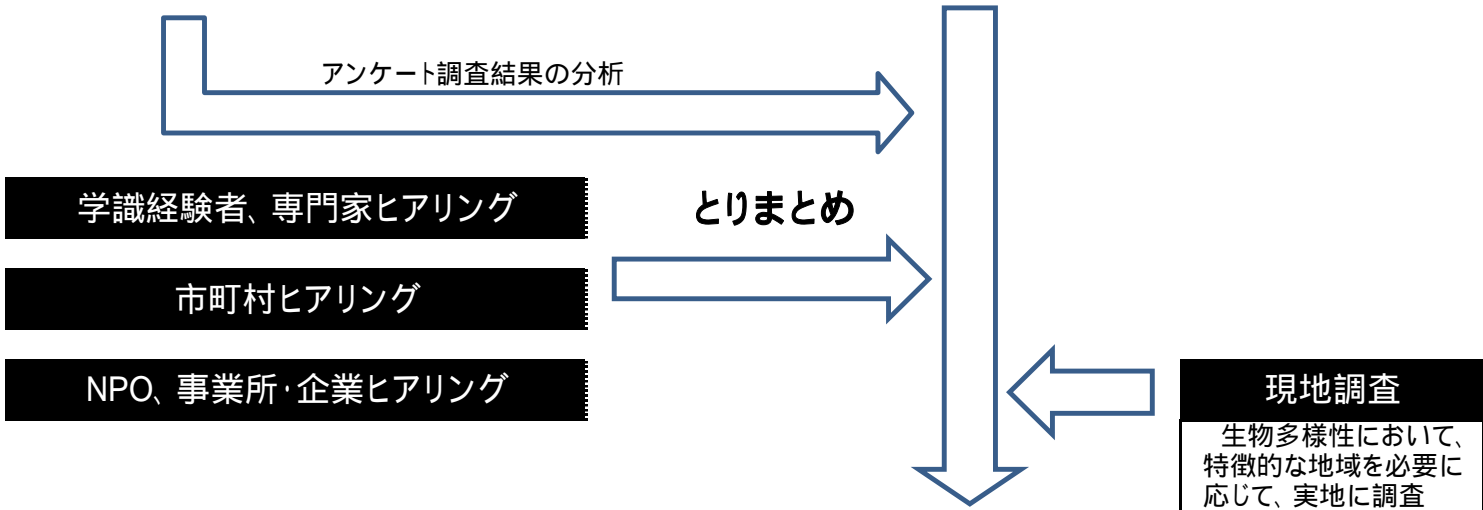 アンケート調査結果の分析
学識経験者、専門家ヒアリング
とりまとめ
市町村ヒアリング
NPO、事業所・企業ヒアリング
現地調査
生物多様性において、
特徴的な地域を必要に
応じて、実地に調査